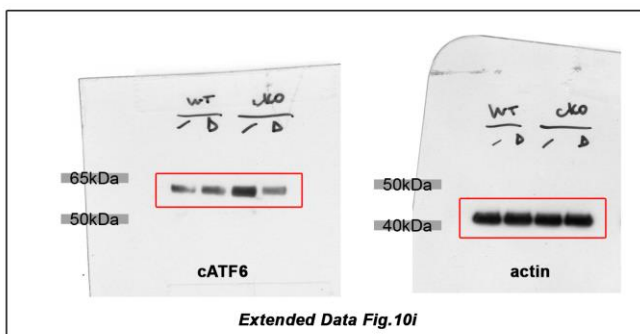 WT cKO
/ D / D
65kDa
50kDa
cATF6
WT cKO
/ D / D
50kDa
40kDa
actin
Extended Data Fig.10i